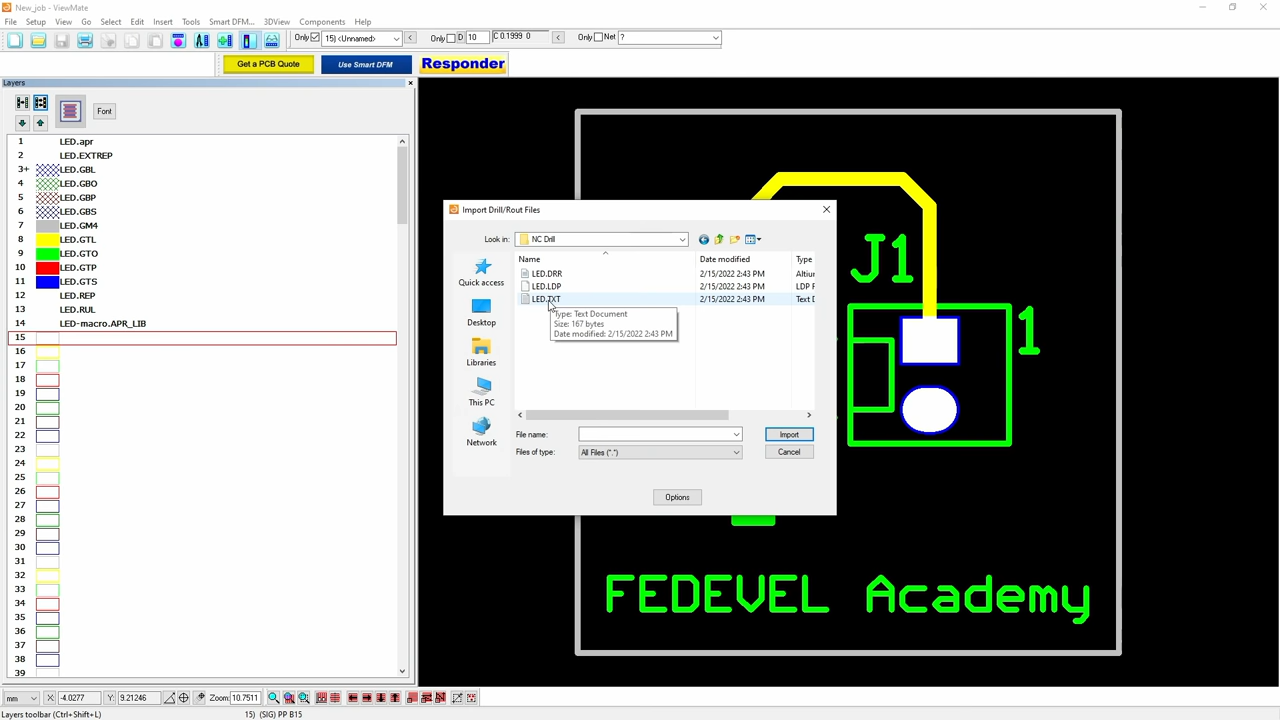 New_job - ViewMate
File Setup View Go Select Edit Insert Tools Smart DFM... 3DView Components Help
Only 15) <Unnamed> < Only D 10 C 0.1999 0 < Only Net ?
Get a PCB Quote Use Smart DFM Responder
Layers
Font
1 LED.apr
2 LED.EXTREP
3+ LED.GBL
4 LED.GBO
5 LED.GBP
6 LED.GBS
7 LED.GM4
8 LED.GTL
9 LED.GTO
10 LED.GTP
11 LED.GTS
12 LED.REP
13 LED.RUL
14 LED-macro.APR_LIB
15
16
17
18
19
20
21
22
23
24
25
26
27
28
29
30
31
32
33
34
35
36
37
38
39
Import Drill/Rout Files
Look in: NC Drill
Quick access
Desktop
Libraries
This PC
Network
Name Date modified Type
LED.DRR 2/15/2022 2:43 PM Altiur
LED.LDP 2/15/2022 2:43 PM LDP F
LED.TXT 2/15/2022 2:43 PM Text D
Type: Text Document
Size: 167 bytes
Date modified: 2/15/2022 2:43 PM
File name: Import
Files of type: All Files (*.*) Cancel
Options
J1
1
FEDEVEL Academy
mm X: -4.0277 Y: 9.21246 Zoom: 10.7511
Layers toolbar (Ctrl+Shift+L) 15) (SIG) PP B15